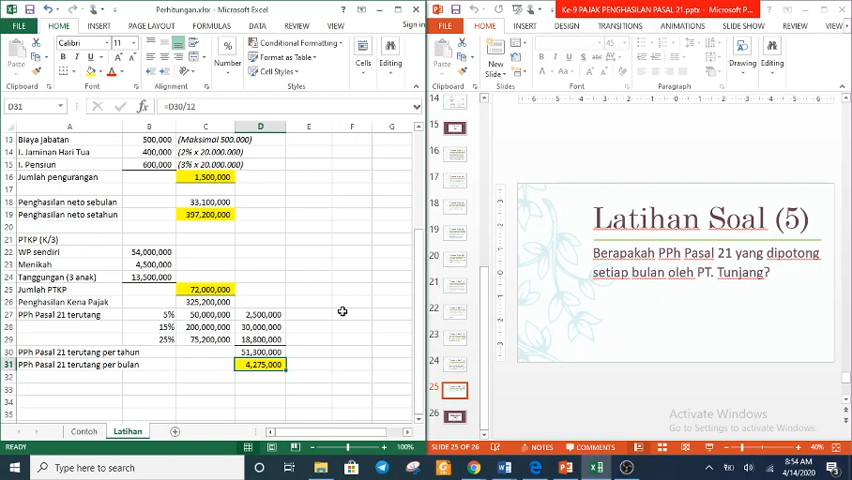 Perhitungan.xlsx - Microsoft Excel
FILE HOME INSERT PAGE LAYOUT FORMULAS DATA REVIEW VIEW Sign in
Paste
Calibri 11
B I U
Clipboard Font Alignment
%
Number
Conditional Formatting
Format as Table
Cell Styles
Styles
Cells
Editing
D31 fx =D30/12
A B C D E F G
13 Biaya Jabatan 500,000 (Maksimal 500.000)
14 I. Jaminan Hari Tua 400,000 (2% x 20.000.000)
15 I. Pensiun 600,000 (3% x 20.000.000)
16 Jumlah pengurangan 1,500,000
17
18 Penghasilan neto sebulan 33,100,000
19 Penghasilan neto setahun 397,200,000
20
21 PTKP (K/3)
22 WP sendiri 54,000,000
23 Menikah 4,500,000
24 Tanggungan (3 anak) 13,500,000
25 Jumlah PTKP 72,000,000
26 Penghasilan Kena Pajak 325,200,000
27 PPh Pasal 21 terutang 5% 50,000,000 2,500,000
28 15% 200,000,000 30,000,000
29 25% 75,200,000 18,800,000
30 PPh Pasal 21 terutang per tahun 51,300,000
31 PPh Pasal 21 terutang per bulan 4,275,000
32
33
34
35
Contoh Latihan
READY 100%
Ke-9 PAJAK PENGHASILAN PASAL 21.pptx - Microsoft P...
FILE HOME INSERT DESIGN TRANSITIONS ANIMATIONS SLIDE SHOW REVIEW
Paste
New
Slide
Clipboard Slides Font Paragraph
Drawing
Editing
14
15
16
17
18
19
20
21
22
23
24
25
26
Latihan Soal (5)
Berapakah PPh Pasal 21 yang dipotong
setiap bulan oleh PT. Tunjang?
Activate Windows
Go to Settings to activate Windows.
SLIDE 25 OF 26 NOTES COMMENTS 40%
Type here to search
8:54 AM
4/14/2020